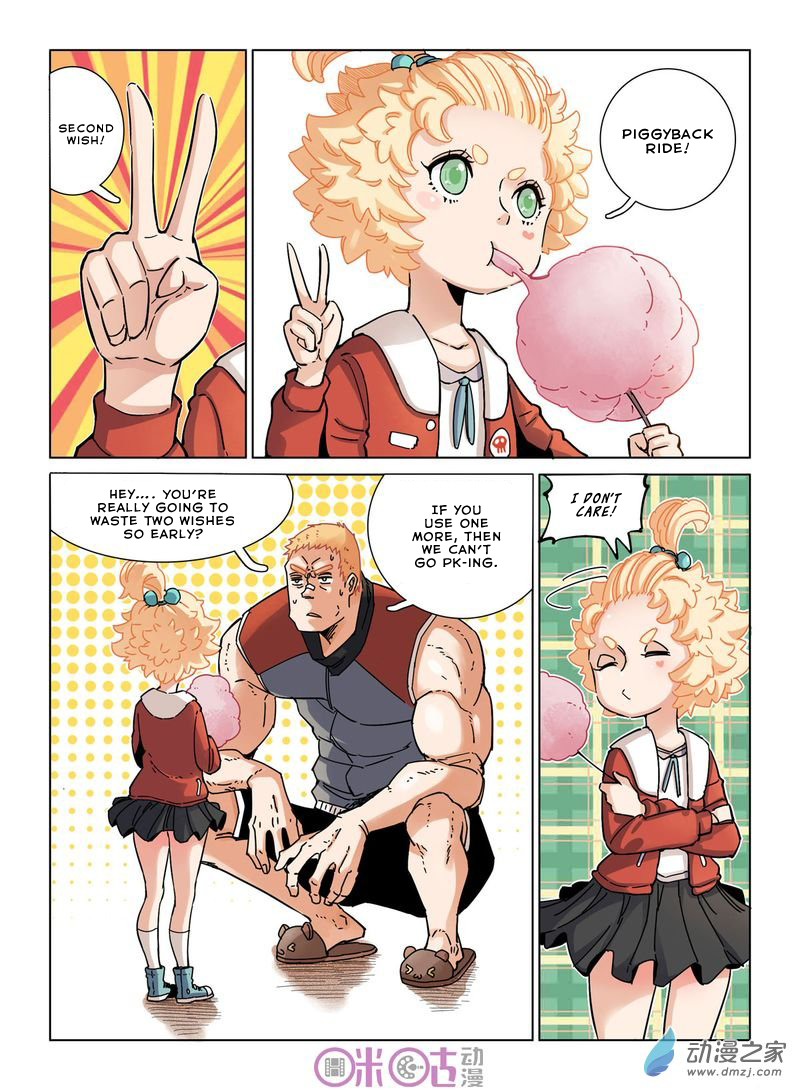 SECOND
WISH!
PIGGYBACK
RIDE!
HEY.... YOU'RE
REALLY GOING TO
WASTE TWO WISHES
SO EARLY?
IF YOU
USE ONE
MORE, THEN
WE CAN'T
GO PK-ING.
I DON'T
CARE!
咪咕动漫
动漫之家
www.dmzj.com